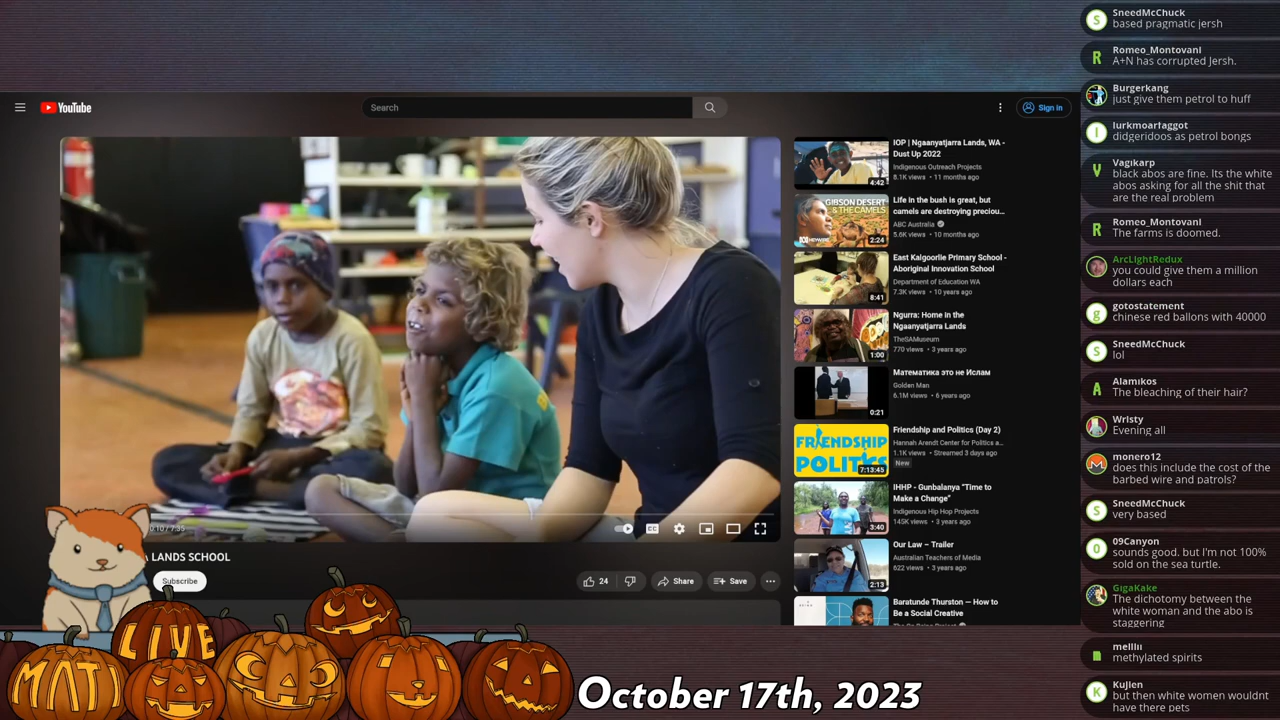 YouTube
Search
Sign in
0:10 / 7:35
CC
A LANDS SCHOOL
Subscribe
24
Share
Save
IOP | Ngaanyatjarra Lands, WA -
Dust Up 2022
Indigenous Outreach Projects
8.1K views • 11 months ago
4:42
GIBSON DESERT
& THE CAMELS
Life in the bush is great, but
camels are destroying preciou...
ABC Australia
5.6K views • 10 months ago
2:24
East Kalgoorlie Primary School -
Aboriginal Innovation School
Department of Education WA
7.3K views • 10 years ago
8:41
Ngurra: Home in the
Ngaanyatjarra Lands
TheSAMuseum
770 views • 3 years ago
1:00
Математика это не Ислам
Golden Man
6.1M views • 6 years ago
0:21
FRIENDSHIP
POLITICS
7:13:45
Friendship and Politics (Day 2)
Hannah Arendt Center for Politics a...
1.1K views • Streamed 3 days ago
New
IHHP - Gunbalanya "Time to
Make a Change"
Indigenous Hip Hop Projects
145K views • 3 years ago
3:40
Our Law – Trailer
Australian Teachers of Media
622 views • 3 years ago
2:13
Baratunde Thurston — How to
Be a Social Creative
SneedMcChuck
based pragmatic jersh
Romeo_Montovani
A+N has corrupted Jersh.
Burgerkang
just give them petrol to huff
lurkmoarfaggot
didgeridoos as petrol bongs
Vagikarp
black abos are fine. Its the white
abos asking for all the shit that
are the real problem
Romeo_Montovani
The farms is doomed.
ArcLIghtRedux
you could give them a million
dollars each
gotostatement
chinese red ballons with 40000
SneedMcChuck
lol
Alamıkos
The bleaching of their hair?
Wrlsty
Evening all
monero12
does this include the cost of the
barbed wire and patrols?
SneedMcChuck
very based
09Canyon
sounds good. but I'm not 100%
sold on the sea turtle.
GigaKake
The dichotomy between the
white woman and the abo is
staggering
mellııı
methylated spirits
KuJlen
but then white women wouldnt
have there pets
LIVE
MATI
October 17th, 2023